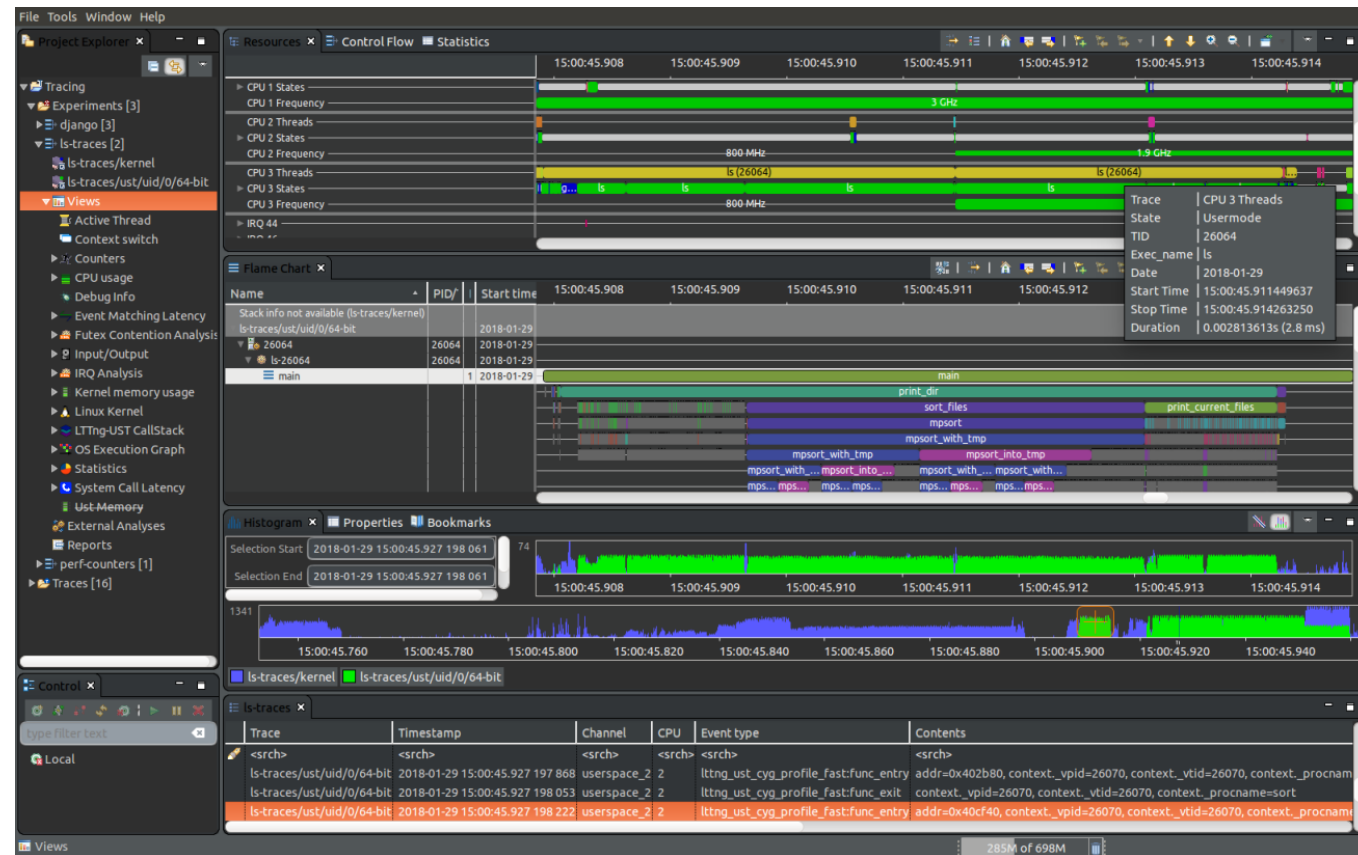 File Tools Window Help
Project Explorer
Tracing
Experiments [3]
django [3]
ls-traces [2]
ls-traces/kernel
ls-traces/ust/uid/0/64-bit
Views
Active Thread
Context switch
Counters
CPU usage
Debug Info
Event Matching Latency
Futex Contention Analysis
Input/Output
IRQ Analysis
Kernel memory usage
Linux Kernel
LTTng-UST CallStack
OS Execution Graph
Statistics
System Call Latency
Ust Memory
External Analyses
Reports
perf-counters [1]
Traces [16]
Control
type filter text
Local
Resources Control Flow Statistics
15:00:45.908 15:00:45.909 15:00:45.910 15:00:45.911 15:00:45.912 15:00:45.913 15:00:45.914
CPU 1 States
CPU 1 Frequency 3 GHz
CPU 2 Threads
CPU 2 States
CPU 2 Frequency 800 MHz 1.9 GHz
CPU 3 Threads ls (26064) ls (26064) l...
CPU 3 States g... ls ls ls ls
CPU 3 Frequency 800 MHz
IRQ 44
Trace CPU 3 Threads
State Usermode
TID 26064
Exec_name ls
Date 2018-01-29
Start Time 15:00:45.911449637
Stop Time 15:00:45.914263250
Duration 0.002813613s (2.8 ms)
Flame Chart
Name PID/ Start time 15:00:45.908 15:00:45.909 15:00:45.910 15:00:45.911 15:00:45.912
Stack info not available (ls-traces/kernel)
ls-traces/ust/uid/0/64-bit 2018-01-29
26064 26064 2018-01-29
ls-26064 26064 2018-01-29
main 1 2018-01-29 main
print_dir
sort_files print_current_files
mpsort
mpsort_with_tmp
mpsort_with_tmp mpsort_into_tmp
mpsort_with_... mpsort_into_... mpsort_with_... mpsort_with...
mps... mps... mps... mps... mps... mps... mps... mps...
Histogram Properties Bookmarks
Selection Start 2018-01-29 15:00:45.927 198 061 74
Selection End 2018-01-29 15:00:45.927 198 061
15:00:45.908 15:00:45.909 15:00:45.910 15:00:45.911 15:00:45.912 15:00:45.913 15:00:45.914
1341
15:00:45.760 15:00:45.780 15:00:45.800 15:00:45.820 15:00:45.840 15:00:45.860 15:00:45.880 15:00:45.900 15:00:45.920 15:00:45.940
ls-traces/kernel ls-traces/ust/uid/0/64-bit
ls-traces
Trace Timestamp Channel CPU Event type Contents
<srch> <srch> <srch> <srch> <srch> <srch>
ls-traces/ust/uid/0/64-bit 2018-01-29 15:00:45.927 197 868 userspace_2 2 lttng_ust_cyg_profile_fast:func_entry addr=0x402b80, context._vpid=26070, context._vtid=26070, context._procnam
ls-traces/ust/uid/0/64-bit 2018-01-29 15:00:45.927 198 053 userspace_2 2 lttng_ust_cyg_profile_fast:func_exit context._vpid=26070, context._vtid=26070, context._procname=sort
ls-traces/ust/uid/0/64-bit 2018-01-29 15:00:45.927 198 222 userspace_2 2 lttng_ust_cyg_profile_fast:func_entry addr=0x40cf40, context._vpid=26070, context._vtid=26070, context._procname
Views 285M of 698M